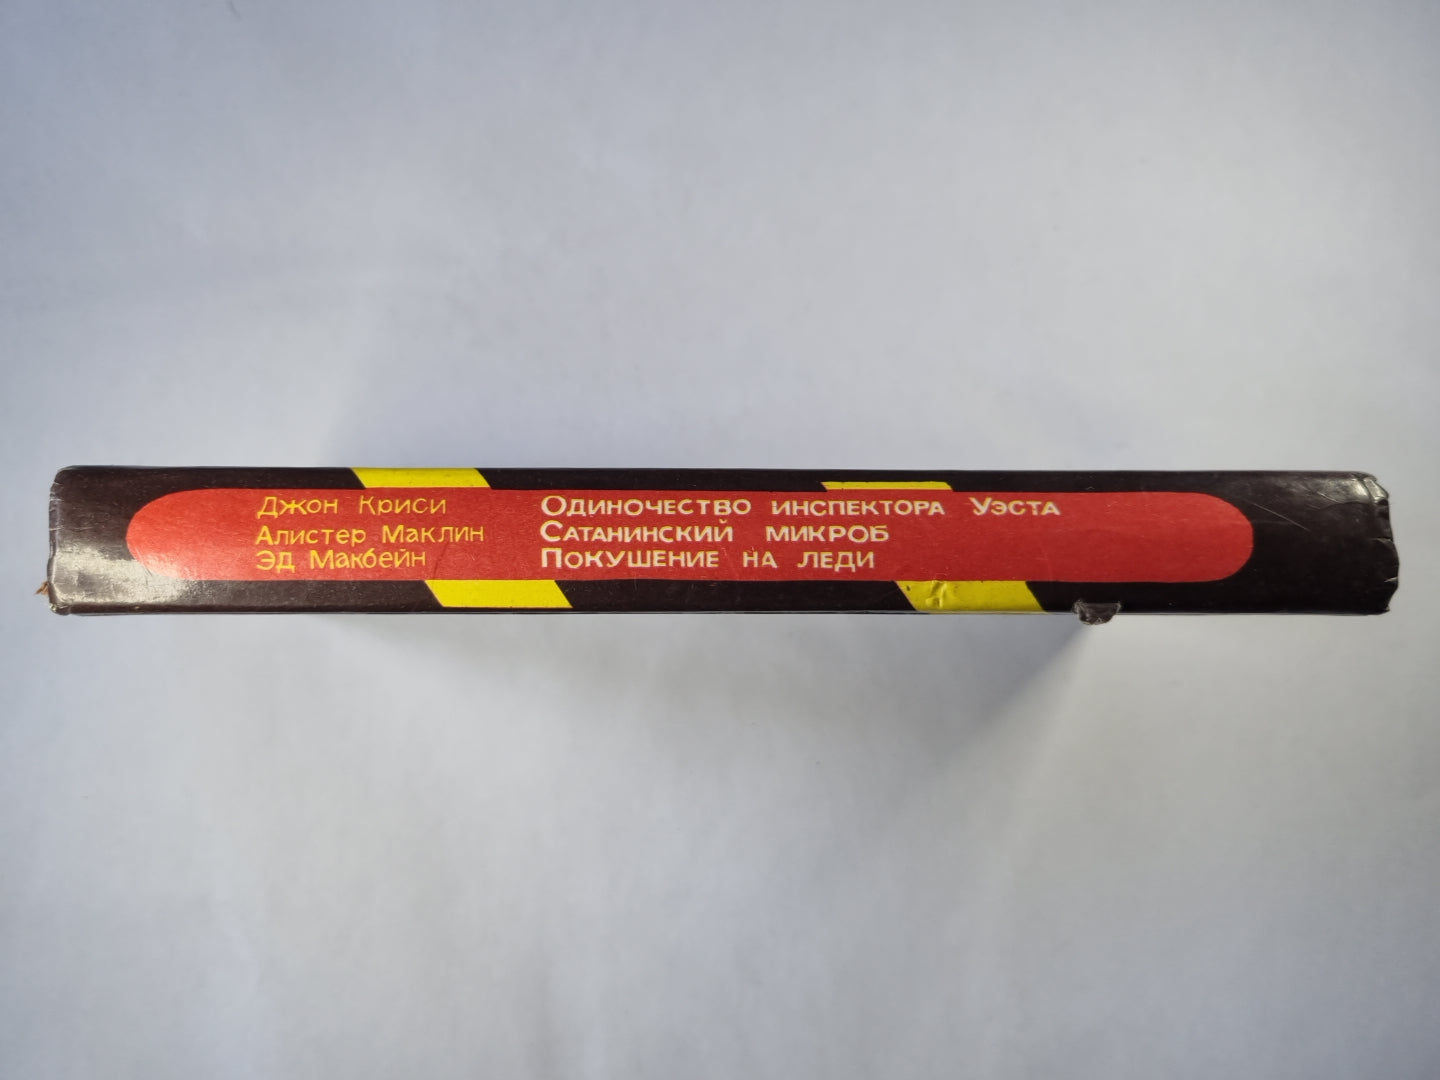 Джон Криси Одиночество инспектора Уэста
Алистер Маклин Сатанинский микроб
Эд Макбейн Покушение на леди